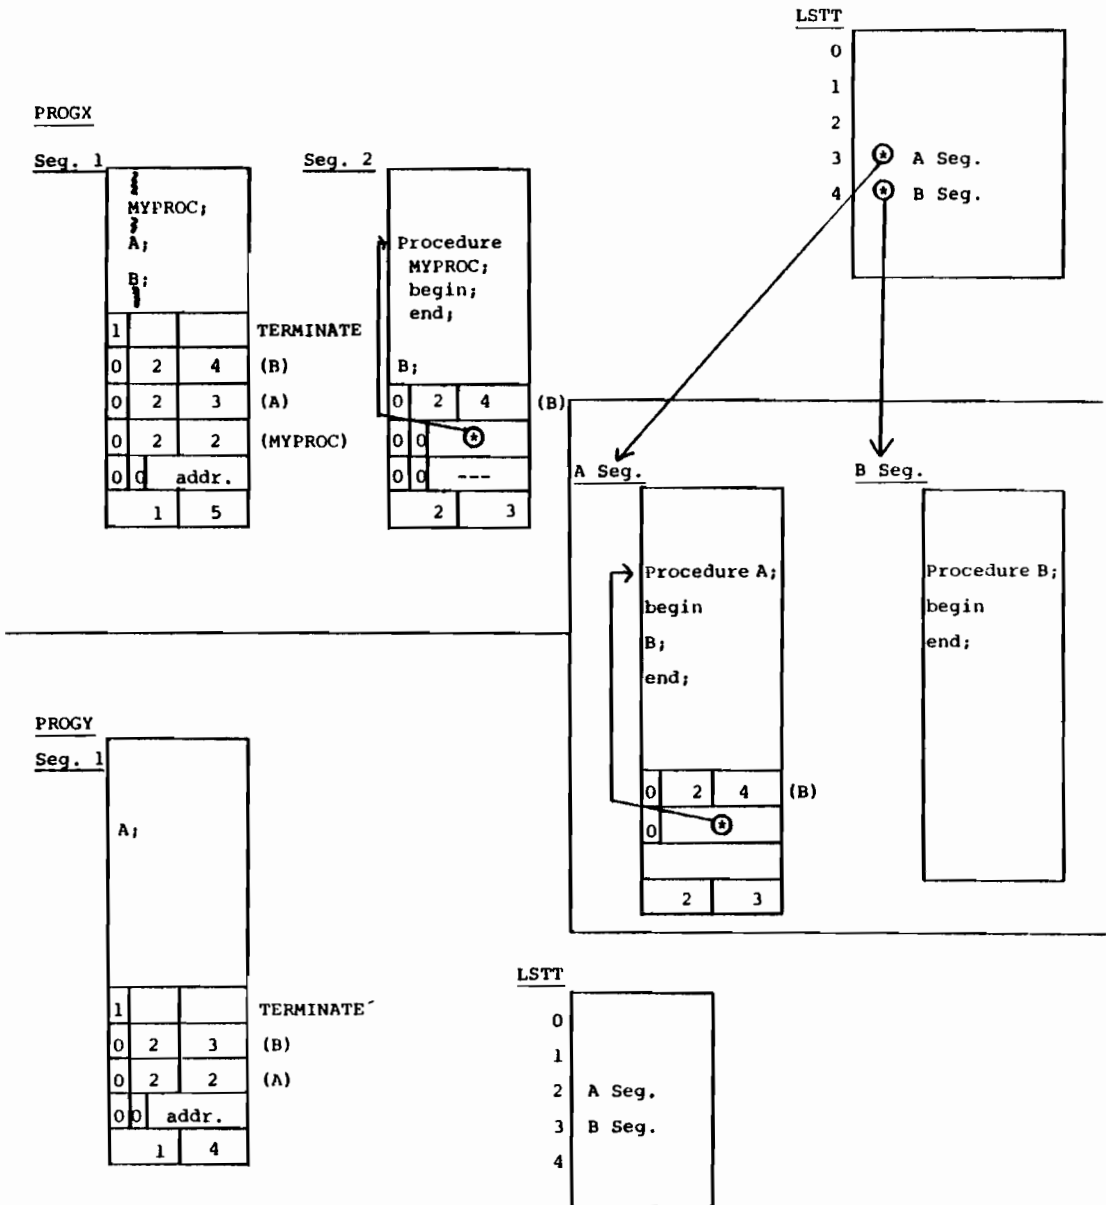 LSTT
0
1
2
3 A Seg.
4 B Seg.
PROGX
Seg. 1
MYPROC;
A;
B;
1 TERMINATE
0 2 4 (B)
0 2 3 (A)
0 2 2 (MYPROC)
0 0 addr.
1 5
Seg. 2
Procedure
MYPROC;
begin;
end;
B;
0 2 4 (B)
0 0 *
0 0 ---
2 3
A Seg.
Procedure A;
begin
B;
end;
0 2 4 (B)
0 *
2 3
B Seg.
Procedure B;
begin
end;
PROGY
Seg. 1
A;
1 TERMINATE
0 2 3 (B)
0 2 2 (A)
0 0 addr.
1 4
LSTT
0
1
2 A Seg.
3 B Seg.
4